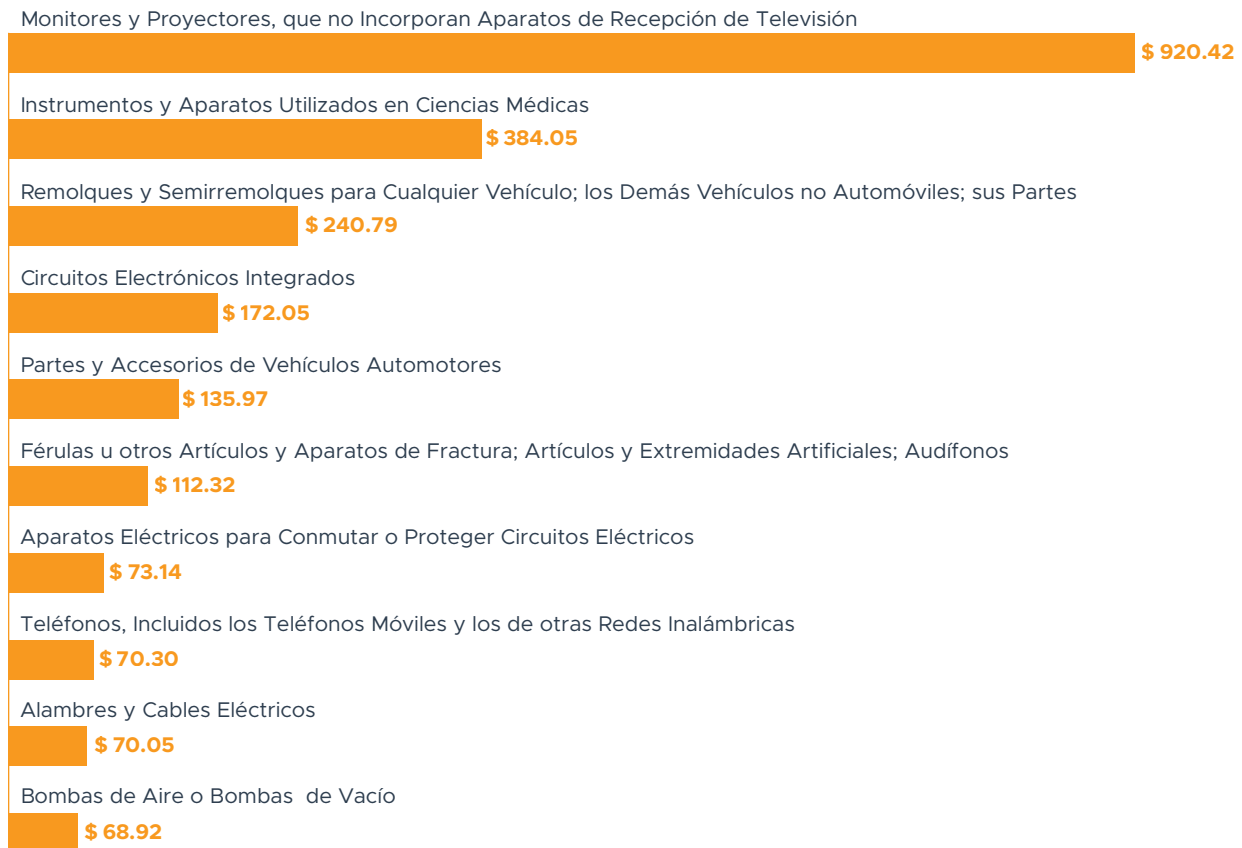 Monitores y Proyectores, que no Incorporan Aparatos de Recepción de Televisión
$ 920.42
Instrumentos y Aparatos Utilizados en Ciencias Médicas
$ 384.05
Remolques y Semirremolques para Cualquier Vehículo; los Demás Vehículos no Automóviles; sus Partes
$ 240.79
Circuitos Electrónicos Integrados
$ 172.05
Partes y Accesorios de Vehículos Automotores
$ 135.97
Férulas u otros Artículos y Aparatos de Fractura; Artículos y Extremidades Artificiales; Audífonos
$ 112.32
Aparatos Eléctricos para Conmutar o Proteger Circuitos Eléctricos
$ 73.14
Teléfonos, Incluidos los Teléfonos Móviles y los de otras Redes Inalámbricas
$ 70.30
Alambres y Cables Eléctricos
$ 70.05
Bombas de Aire o Bombas  de Vacío
$ 68.92